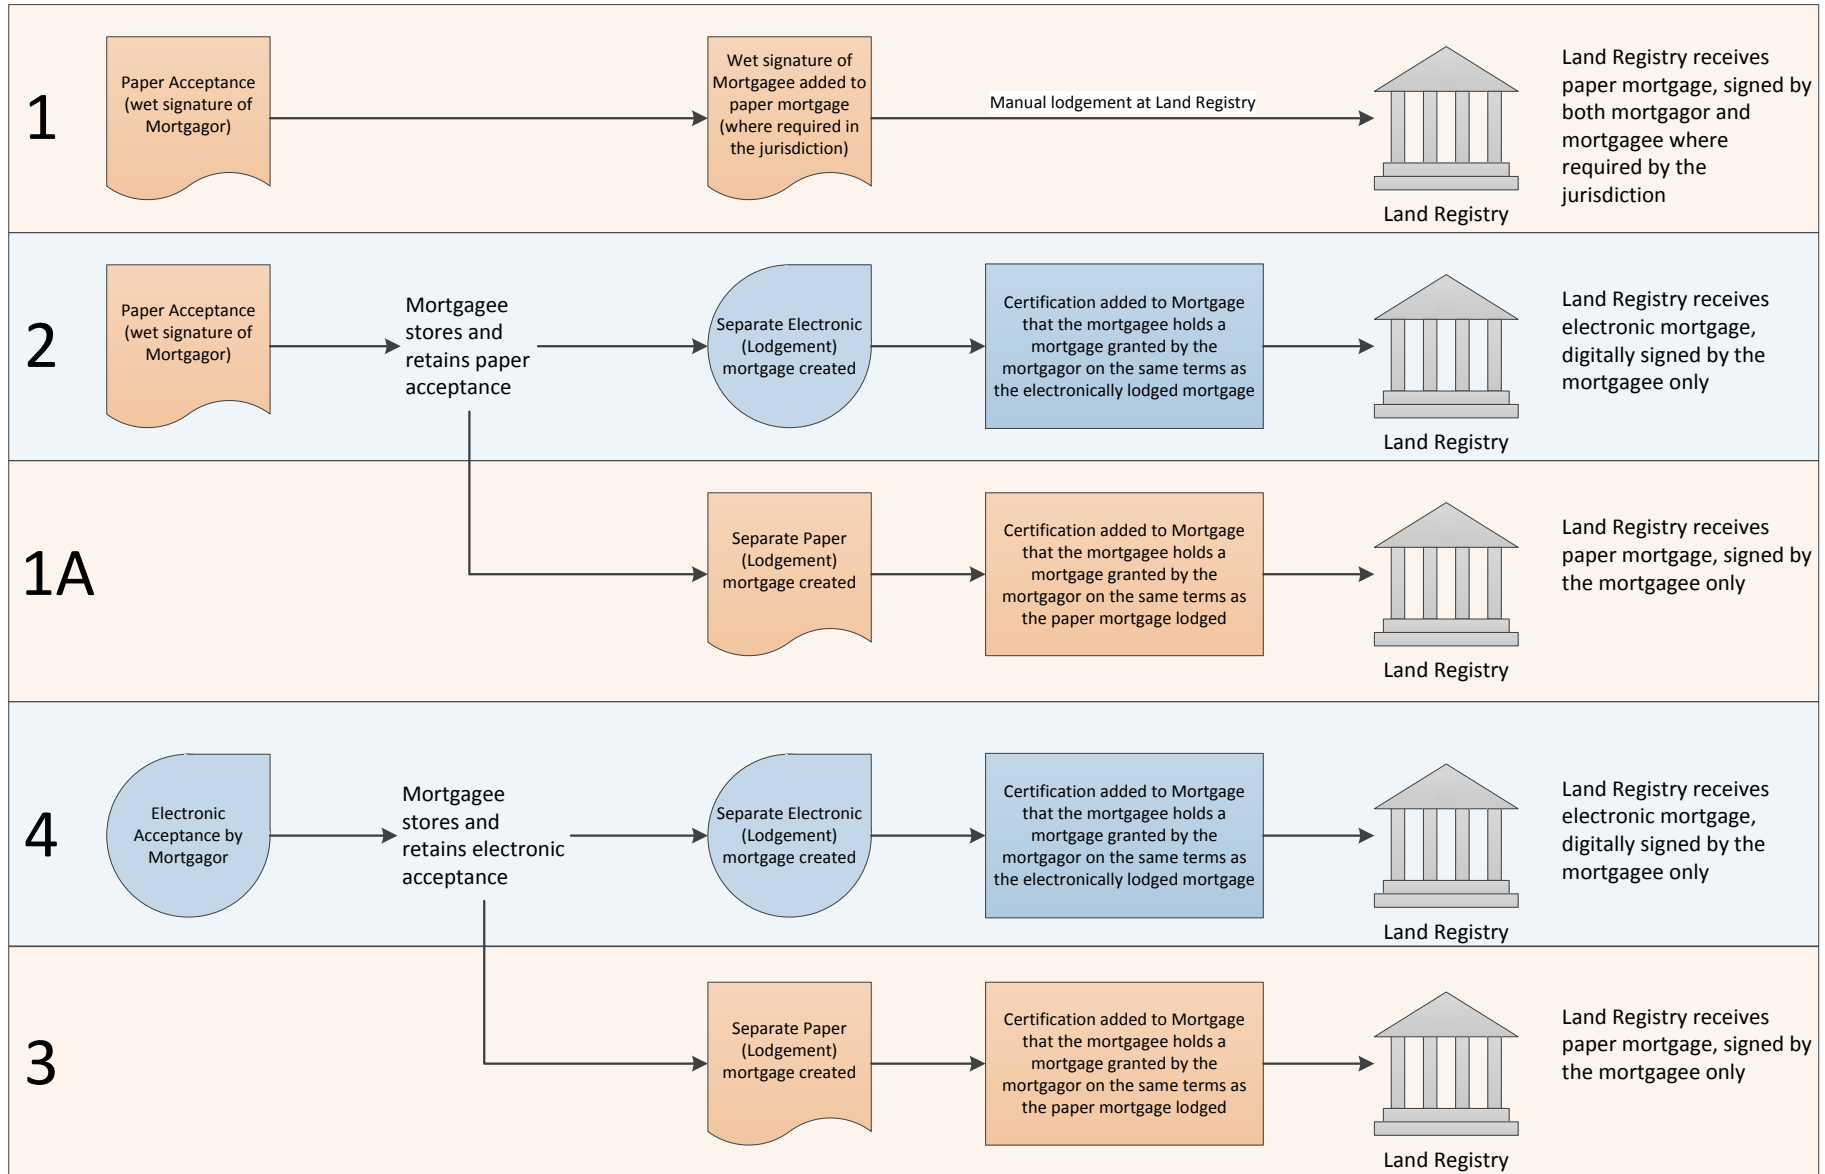 1
Paper Acceptance
(wet signature of
Mortgagor)
Wet signature of
Mortgagee added to
paper mortgage
(where required in
the jurisdiction)
Manual lodgement at Land Registry
Land Registry
Land Registry receives
paper mortgage, signed by
both mortgagor and
mortgagee where
required by the
jurisdiction
2
Paper Acceptance
(wet signature of
Mortgagor)
Mortgagee
stores and
retains paper
acceptance
Separate Electronic
(Lodgement)
mortgage created
Certification added to Mortgage
that the mortgagee holds a
mortgage granted by the
mortgagor on the same terms as
the electronically lodged mortgage
Land Registry
Land Registry receives
electronic mortgage,
digitally signed by the
mortgagee only
1A
Separate Paper
(Lodgement)
mortgage created
Certification added to Mortgage
that the mortgagee holds a
mortgage granted by the
mortgagor on the same terms as
the paper mortgage lodged
Land Registry
Land Registry receives
paper mortgage, signed by
the mortgagee only
4
Electronic
Acceptance by
Mortgagor
Mortgagee
stores and
retains electronic
acceptance
Separate Electronic
(Lodgement)
mortgage created
Certification added to Mortgage
that the mortgagee holds a
mortgage granted by the
mortgagor on the same terms as
the electronically lodged mortgage
Land Registry
Land Registry receives
electronic mortgage,
digitally signed by the
mortgagee only
3
Separate Paper
(Lodgement)
mortgage created
Certification added to Mortgage
that the mortgagee holds a
mortgage granted by the
mortgagor on the same terms as
the paper mortgage lodged
Land Registry
Land Registry receives
paper mortgage, signed by
the mortgagee only